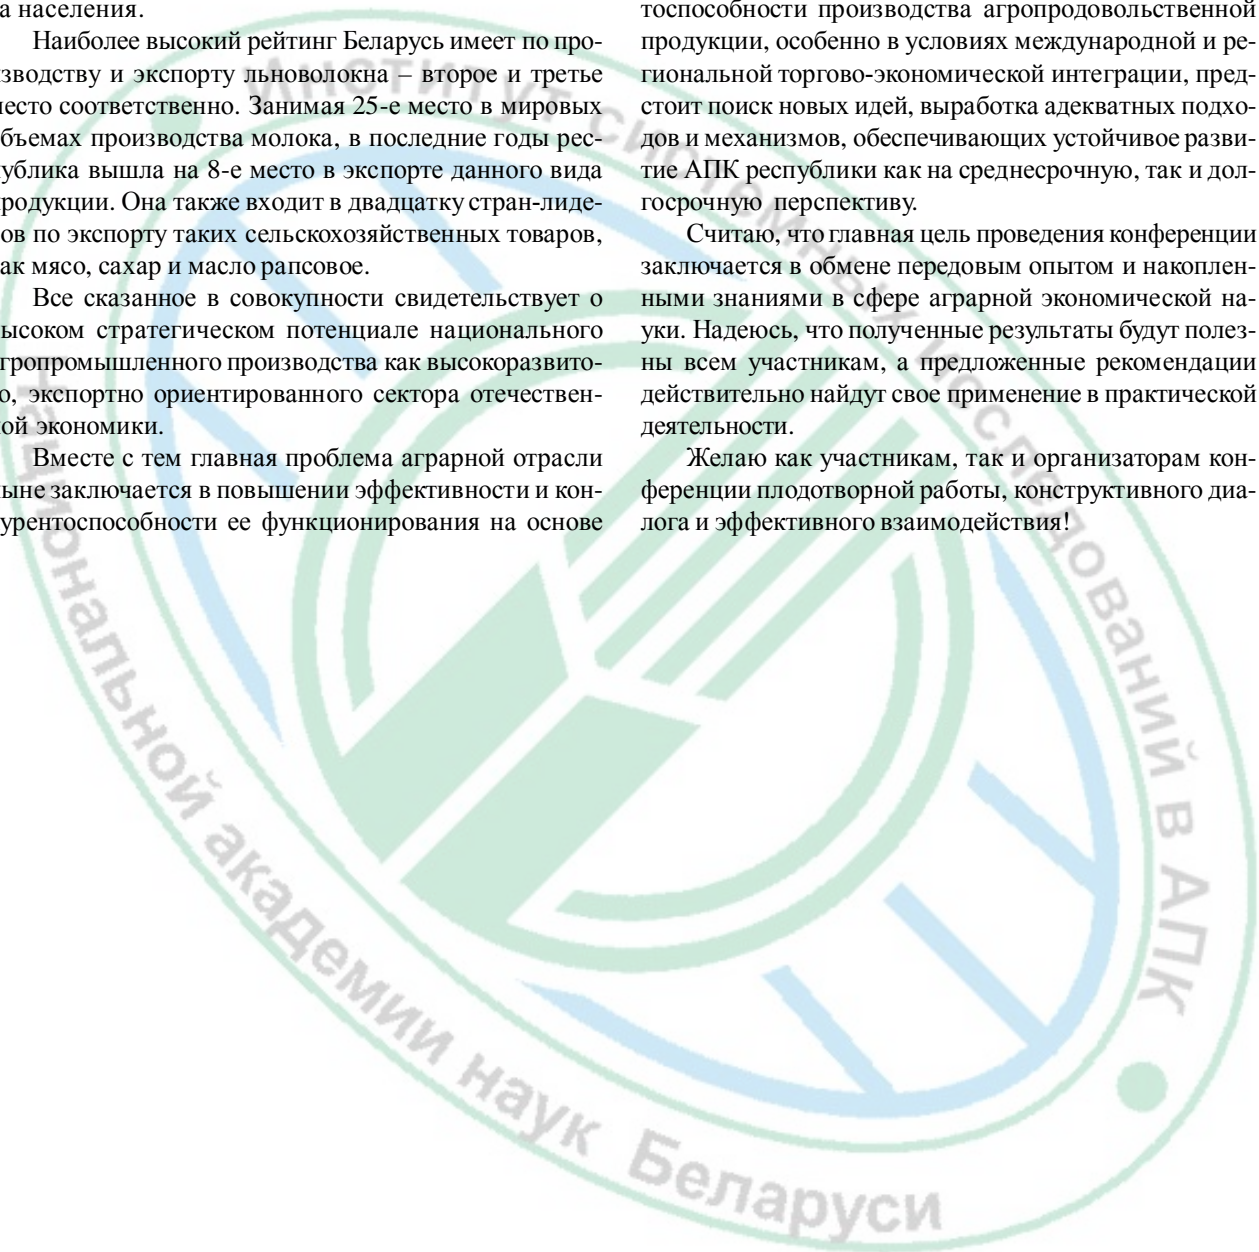 а населения.
Наиболее высокий рейтинг Беларусь имеет по про-
зводству и экспорту льноволокна – второе и третье
место соответственно. Занимая 25-е место в мировых
бъемах производства молока, в последние годы рес-
ублика вышла на 8-е место в экспорте данного вида
родукции. Она также входит в двадцатку стран-лиде-
ов по экспорту таких сельскохозяйственных товаров,
ак мясо, сахар и масло рапсовое.
Все сказанное в совокупности свидетельствует о
ысоком стратегическом потенциале национального
гропромышленного производства как высокоразвито-
о, экспортно ориентированного сектора отечествен-
ой экономики.
Вместе с тем главная проблема аграрной отрасли
ыне заключается в повышении эффективности и кон-
урентоспособности ее функционирования на основе
тоспособности производства агропродовольственной
продукции, особенно в условиях международной и ре-
гиональной торгово-экономической интеграции, пред-
стоит поиск новых идей, выработка адекватных подхо-
дов и механизмов, обеспечивающих устойчивое разви-
тие АПК республики как на среднесрочную, так и дол-
госрочную перспективу.
Считаю, что главная цель проведения конференции
заключается в обмене передовым опытом и накоплен-
ными знаниями в сфере аграрной экономической на-
уки. Надеюсь, что полученные результаты будут полез-
ны всем участникам, а предложенные рекомендации
действительно найдут свое применение в практической
деятельности.
Желаю как участникам, так и организаторам кон-
ференции плодотворной работы, конструктивного диа-
лога и эффективного взаимодействия!
Институт системных исследований в АПК
Национальной академии наук Беларуси